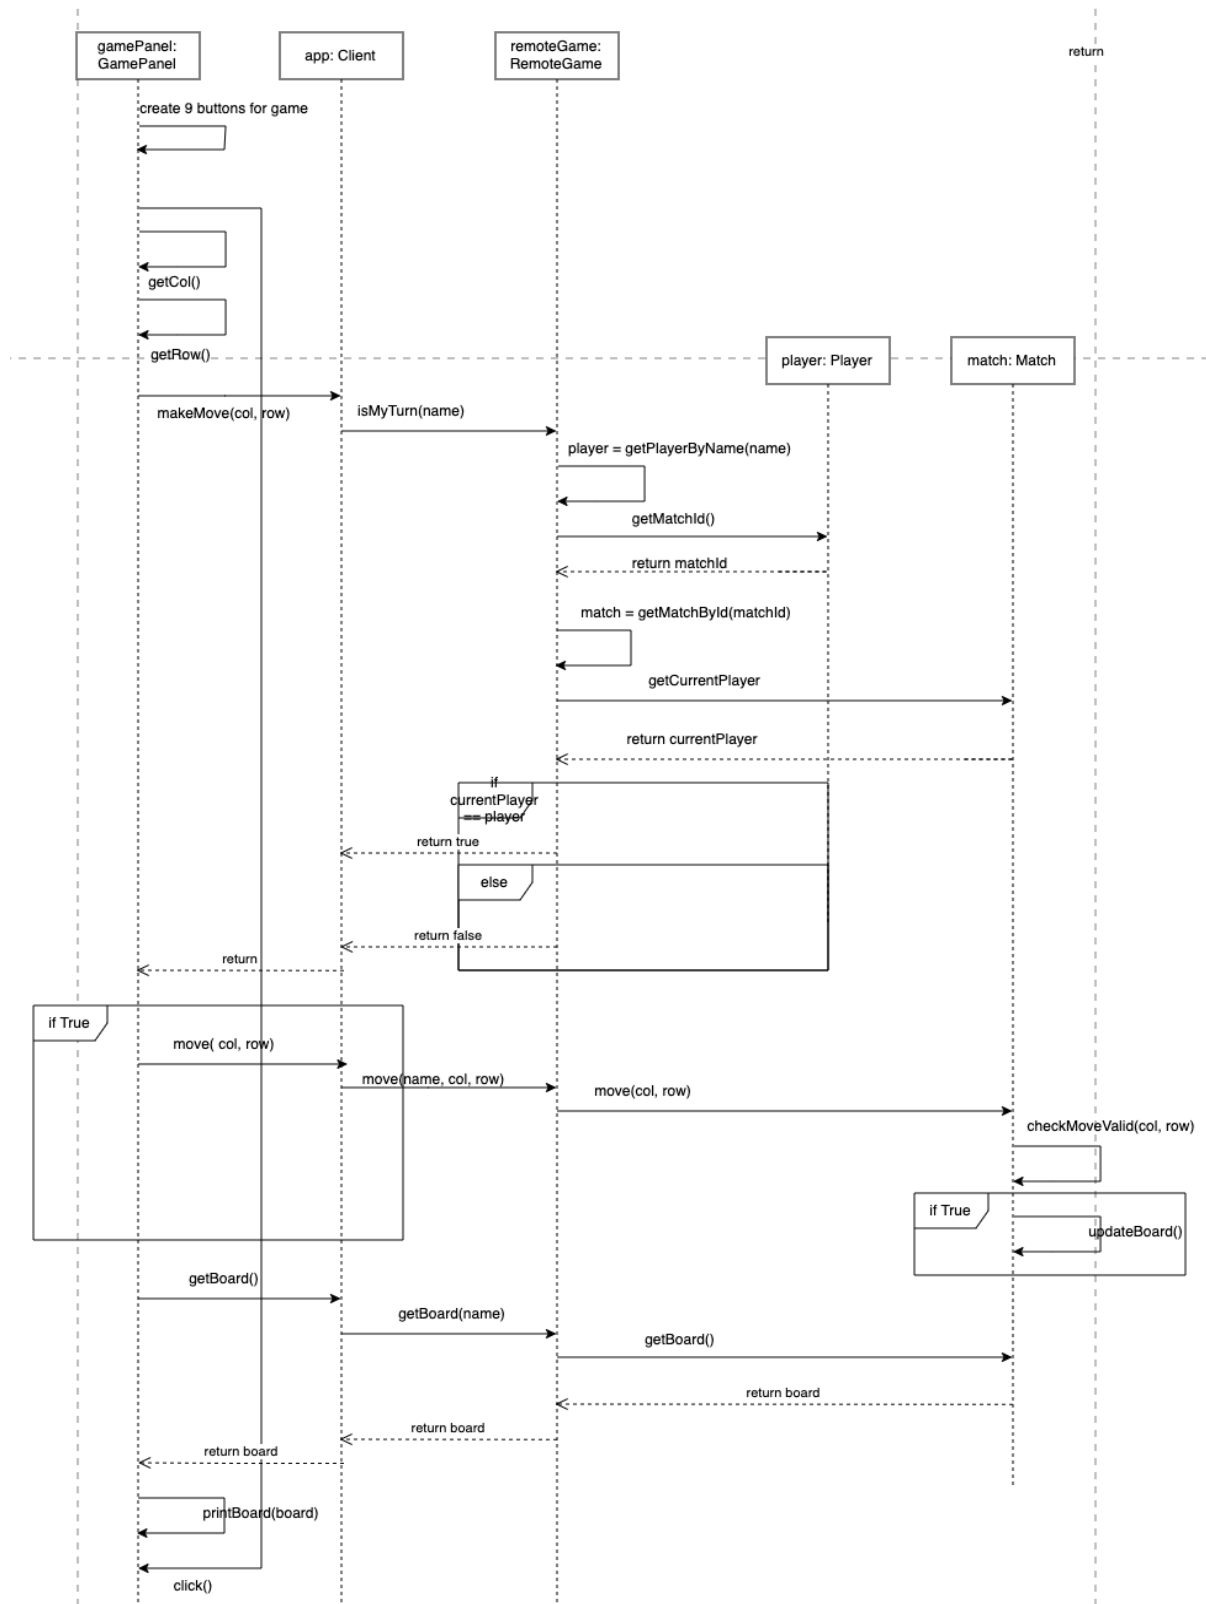 gamePanel:
GamePanel
app: Client
remoteGame:
RemoteGame
return
create 9 buttons for game
getCol()
getRow()
player: Player
match: Match
makeMove(col, row)
isMyTurn(name)
player = getPlayerByName(name)
getMatchId()
return matchId
match = getMatchById(matchId)
getCurrentPlayer
return currentPlayer
if
currentPlayer
== player
return true
else
return false
return
if True
move( col, row)
move(name, col, row)
move(col, row)
checkMoveValid(col, row)
if True
updateBoard()
getBoard()
getBoard(name)
getBoard()
return board
return board
return board
printBoard(board)
click()